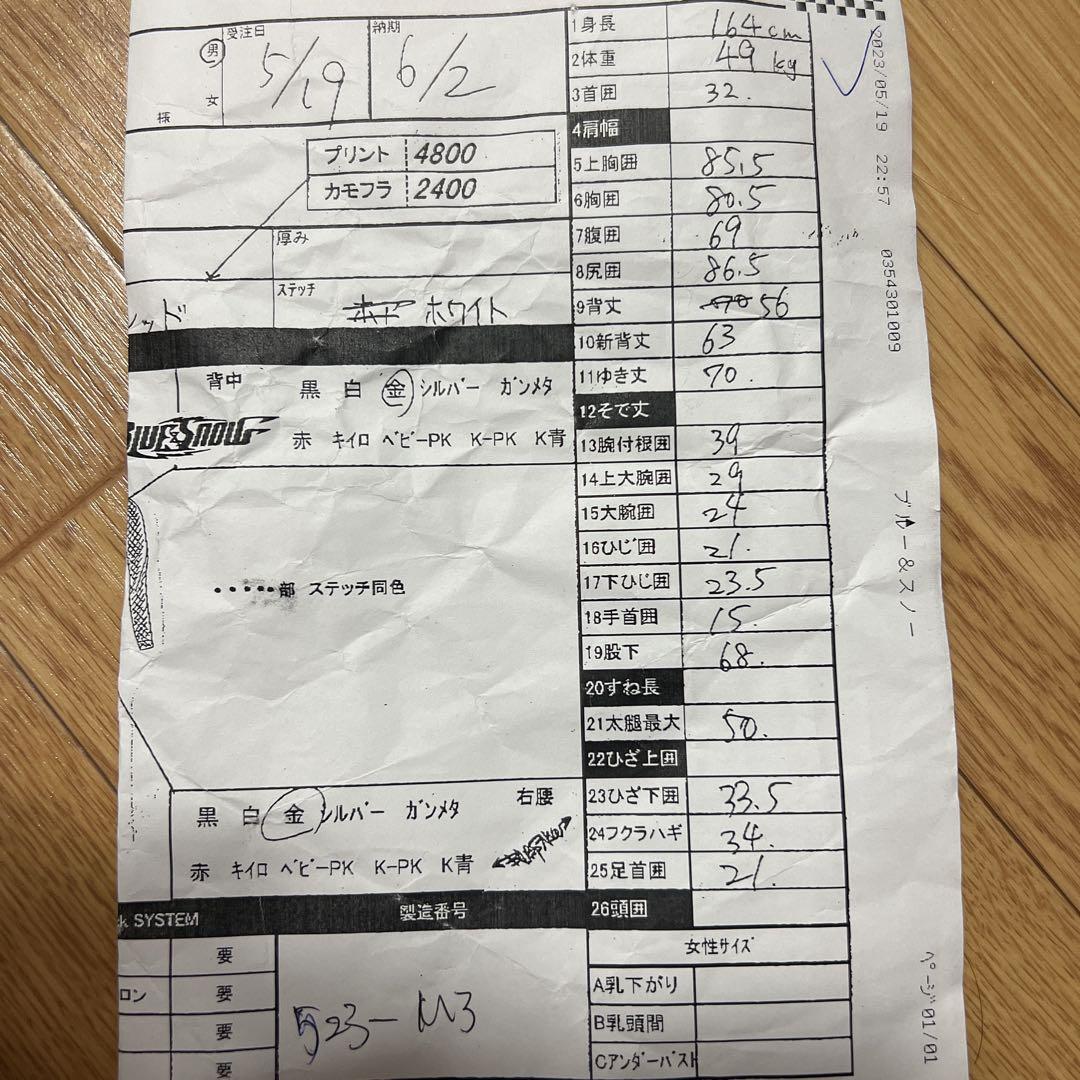 男
女
様
受注日
5/19
納期
6/2
プリント 4800
カモフラ 2400
厚み
ステッチ
ホワイト
ッド
背中
黒 白 金 シルバー ガンメタ
BLUE&SNOW
赤 キイロ ベビーPK K-PK K青
部 ステッチ同色
右腰
黒 白 金 シルバー ガンメタ
赤 キイロ ベビーPK K-PK K青
k SYSTEM
製造番号
要
ロン 要
要
要
523-M3
1身長 164cm
2体重 49kg
3首囲 32.
4肩幅
5上胸囲 85.5
6胸囲 80.5
7腹囲 69
8尻囲 86.5
9背丈 56
10新背丈 63
11ゆき丈 70.
12そで丈
13腕付根囲 39
14上大腕囲 29
15大腕囲 24
16ひじ囲 21.
17下ひじ囲 23.5
18手首囲 15.
19股下 68.
20すね長
21太腿最大 50.
22ひざ上囲
23ひざ下囲 33.5
24フクラハギ 34.
25足首囲 21.
26頭囲
女性サイズ
A乳下がり
B乳頭間
Cアンダーバスト
2023/05/19 22:57 0354301009 ブルー&スノー ページ01/01